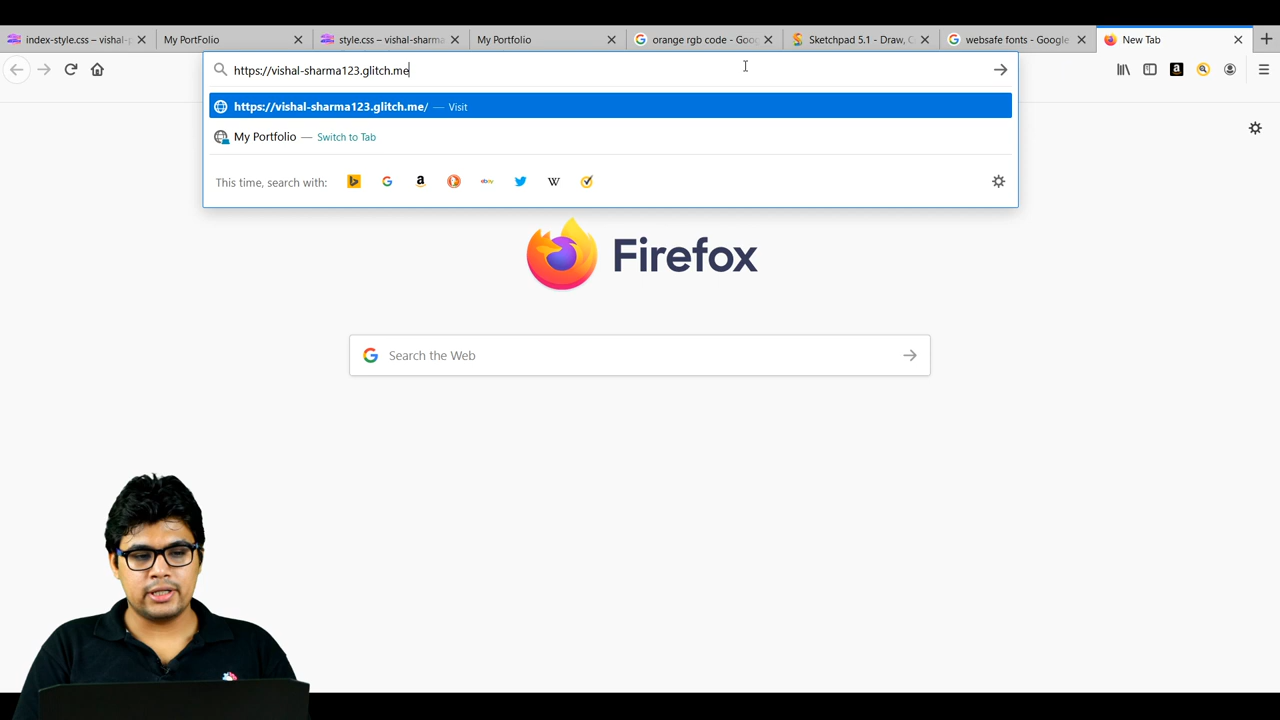 index-style.css – vishal-p
My PortFolio
style.css – vishal-sharma
My Portfolio
orange rgb code - Goog
Sketchpad 5.1 - Draw, C
websafe fonts - Google
New Tab
https://vishal-sharma123.glitch.me
https://vishal-sharma123.glitch.me/ — Visit
My Portfolio — Switch to Tab
This time, search with:
a
ebay
W
Firefox
Search the Web